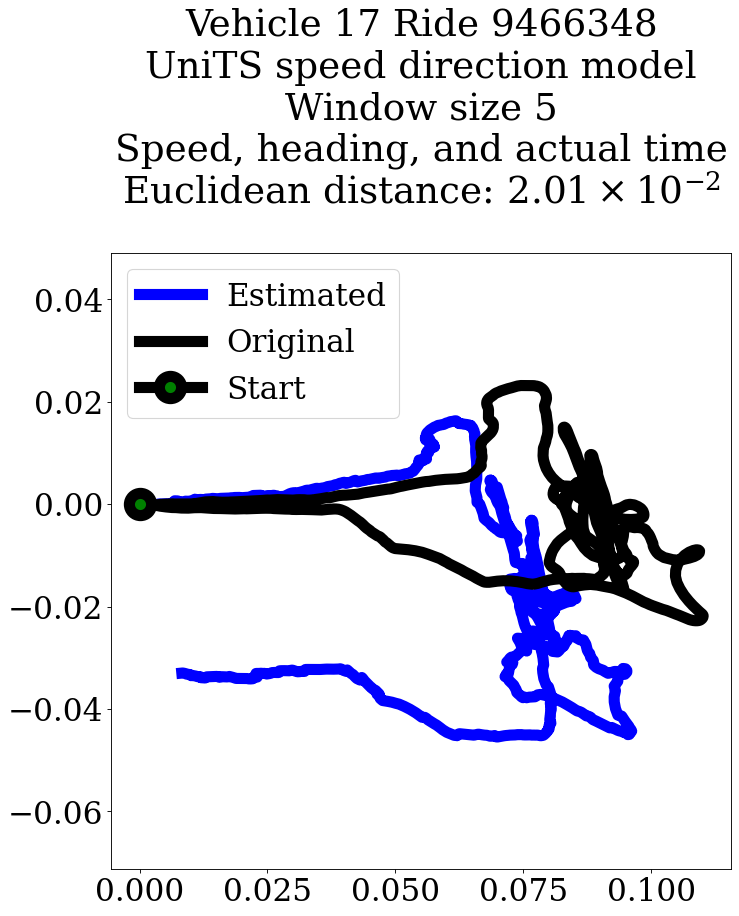 Vehicle 17 Ride 9466348
UniTS speed direction model
Window size 5
Speed, heading, and actual time
Euclidean distance: 2.01 × 10⁻²
Estimated
Original
Start
0.04
0.02
0.00
−0.02
−0.04
−0.06
0.000 0.025 0.050 0.075 0.100